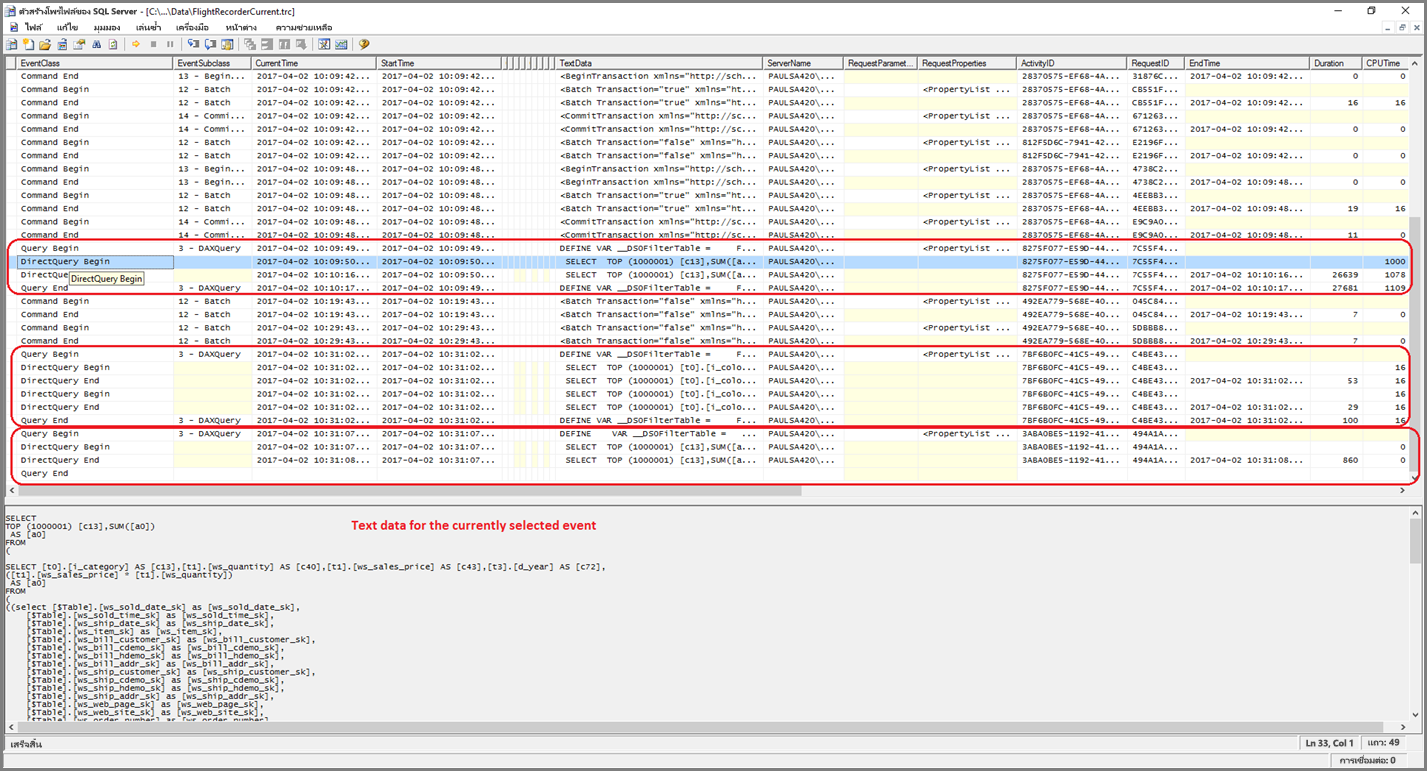 ตัวสร้างโพรไฟล์ของ SQL Server - [C:\...\Data\FlightRecorderCurrent.trc]
ไฟล์ แก้ไข มุมมอง เล่นซ้ำ เครื่องมือ หน้าต่าง ความช่วยเหลือ
EventClass EventSubclass CurrentTime StartTime TextData ServerName RequestParamet... RequestProperties ActivityID RequestID EndTime Duration CPUTime
Command End 13 - Begin... 2017-04-02 10:09:42... 2017-04-02 10:09:42... <BeginTransaction xmlns="http://sch... PAULSA420\... 28370575-EF68-4A... 31876C... 2017-04-02 10:09:42... 0 0
Command Begin 12 - Batch 2017-04-02 10:09:42... 2017-04-02 10:09:42... <Batch Transaction="true" xmlns="ht... PAULSA420\... <PropertyList ... 28370575-EF68-4A... CB551F...
Command End 12 - Batch 2017-04-02 10:09:42... 2017-04-02 10:09:42... <Batch Transaction="true" xmlns="ht... PAULSA420\... 28370575-EF68-4A... CB551F... 2017-04-02 10:09:42... 16 16
Command Begin 14 - Commi... 2017-04-02 10:09:42... 2017-04-02 10:09:42... <CommitTransaction xmlns="http://sc... PAULSA420\... <PropertyList ... 28370575-EF68-4A... 671263...
Command End 14 - Commi... 2017-04-02 10:09:42... 2017-04-02 10:09:42... <CommitTransaction xmlns="http://sc... PAULSA420\... 28370575-EF68-4A... 671263... 2017-04-02 10:09:42... 0 0
Command Begin 12 - Batch 2017-04-02 10:09:42... 2017-04-02 10:09:42... <Batch Transaction="false" xmlns="h... PAULSA420\... <PropertyList ... 812F5D6C-7941-42... E2196F...
Command End 12 - Batch 2017-04-02 10:09:42... 2017-04-02 10:09:42... <Batch Transaction="false" xmlns="h... PAULSA420\... 812F5D6C-7941-42... E2196F... 2017-04-02 10:09:42... 0 0
Command Begin 13 - Begin... 2017-04-02 10:09:48... 2017-04-02 10:09:48... <BeginTransaction xmlns="http://sch... PAULSA420\... <PropertyList ... 28370575-EF68-4A... 4738C2...
Command End 13 - Begin... 2017-04-02 10:09:48... 2017-04-02 10:09:48... <BeginTransaction xmlns="http://sch... PAULSA420\... 28370575-EF68-4A... 4738C2... 2017-04-02 10:09:48... 0 0
Command Begin 12 - Batch 2017-04-02 10:09:48... 2017-04-02 10:09:48... <Batch Transaction="true" xmlns="ht... PAULSA420\... <PropertyList ... 28370575-EF68-4A... 4EEBB3...
Command End 12 - Batch 2017-04-02 10:09:48... 2017-04-02 10:09:48... <Batch Transaction="true" xmlns="ht... PAULSA420\... 28370575-EF68-4A... 4EEBB3... 2017-04-02 10:09:48... 19 16
Command Begin 14 - Commi... 2017-04-02 10:09:48... 2017-04-02 10:09:48... <CommitTransaction xmlns="http://sc... PAULSA420\... <PropertyList ... 28370575-EF68-4A... E9C9A0...
Command End 14 - Commi... 2017-04-02 10:09:48... 2017-04-02 10:09:48... <CommitTransaction xmlns="http://sc... PAULSA420\... 28370575-EF68-4A... E9C9A0... 2017-04-02 10:09:48... 11 0
Query Begin 3 - DAXQuery 2017-04-02 10:09:49... 2017-04-02 10:09:49... DEFINE VAR __DSOFilterTable = F... PAULSA420\... <PropertyList ... 8275F077-E59D-44... 7C55F4...
DirectQuery Begin 2017-04-02 10:09:50... 2017-04-02 10:09:50... SELECT TOP (1000001) [c13],SUM([a... PAULSA420\... 8275F077-E59D-44... 7C55F4... 1000
DirectQue 2017-04-02 10:10:16... 2017-04-02 10:09:50... SELECT TOP (1000001) [c13],SUM([a... PAULSA420\... 8275F077-E59D-44... 7C55F4... 2017-04-02 10:10:16... 26639 1078
DirectQuery Begin
Query End 3 - DAXQuery 2017-04-02 10:10:17... 2017-04-02 10:09:49... DEFINE VAR __DSOFilterTable = F... PAULSA420\... 8275F077-E59D-44... 7C55F4... 2017-04-02 10:10:17... 27681 1109
Command Begin 12 - Batch 2017-04-02 10:19:43... 2017-04-02 10:19:43... <Batch Transaction="false" xmlns="h... PAULSA420\... <PropertyList ... 492EA779-568E-40... 045C84...
Command End 12 - Batch 2017-04-02 10:19:43... 2017-04-02 10:19:43... <Batch Transaction="false" xmlns="h... PAULSA420\... 492EA779-568E-40... 045C84... 2017-04-02 10:19:43... 7 0
Command Begin 12 - Batch 2017-04-02 10:29:43... 2017-04-02 10:29:43... <Batch Transaction="false" xmlns="h... PAULSA420\... <PropertyList ... 492EA779-568E-40... 5DBBB8...
Command End 12 - Batch 2017-04-02 10:29:43... 2017-04-02 10:29:43... <Batch Transaction="false" xmlns="h... PAULSA420\... 492EA779-568E-40... 5DBBB8... 2017-04-02 10:29:43... 7 0
Query Begin 3 - DAXQuery 2017-04-02 10:31:02... 2017-04-02 10:31:02... DEFINE VAR __DSOFilterTable = F... PAULSA420\... <PropertyList ... 7BF6B0FC-41C5-49... C4BE43...
DirectQuery Begin 2017-04-02 10:31:02... 2017-04-02 10:31:02... SELECT TOP (1000001) [t0].[i_colo... PAULSA420\... 7BF6B0FC-41C5-49... C4BE43... 16
DirectQuery End 2017-04-02 10:31:02... 2017-04-02 10:31:02... SELECT TOP (1000001) [t0].[i_colo... PAULSA420\... 7BF6B0FC-41C5-49... C4BE43... 2017-04-02 10:31:02... 53 16
DirectQuery Begin 2017-04-02 10:31:02... 2017-04-02 10:31:02... SELECT TOP (1000001) [t0].[i_colo... PAULSA420\... 7BF6B0FC-41C5-49... C4BE43... 16
DirectQuery End 2017-04-02 10:31:02... 2017-04-02 10:31:02... SELECT TOP (1000001) [t0].[i_colo... PAULSA420\... 7BF6B0FC-41C5-49... C4BE43... 2017-04-02 10:31:02... 29 16
Query End 3 - DAXQuery 2017-04-02 10:31:02... 2017-04-02 10:31:02... DEFINE VAR __DSOFilterTable = F... PAULSA420\... 7BF6B0FC-41C5-49... C4BE43... 2017-04-02 10:31:02... 100 16
Query Begin 3 - DAXQuery 2017-04-02 10:31:07... 2017-04-02 10:31:07... DEFINE VAR __DSOFilterTable = ... PAULSA420\... <PropertyList ... 3ABA0BE5-1192-41... 494A1A...
DirectQuery Begin 2017-04-02 10:31:07... 2017-04-02 10:31:07... SELECT TOP (1000001) [c13],SUM([a... PAULSA420\... 3ABA0BE5-1192-41... 494A1A... 0
DirectQuery End 2017-04-02 10:31:08... 2017-04-02 10:31:07... SELECT TOP (1000001) [c13],SUM([a... PAULSA420\... 3ABA0BE5-1192-41... 494A1A... 2017-04-02 10:31:08... 860 0
Query End
Text data for the currently selected event
SELECT
TOP (1000001) [c13],SUM([a0])
AS [a0]
FROM
(
SELECT [t0].[i_category] AS [c13],[t1].[ws_quantity] AS [c40],[t1].[ws_sales_price] AS [c43],[t3].[d_year] AS [c72],
([t1].[ws_sales_price] * [t1].[ws_quantity])
AS [a0]
FROM
(
((select [$Table].[ws_sold_date_sk] as [ws_sold_date_sk],
[$Table].[ws_sold_time_sk] as [ws_sold_time_sk],
[$Table].[ws_ship_date_sk] as [ws_ship_date_sk],
[$Table].[ws_item_sk] as [ws_item_sk],
[$Table].[ws_bill_customer_sk] as [ws_bill_customer_sk],
[$Table].[ws_bill_cdemo_sk] as [ws_bill_cdemo_sk],
[$Table].[ws_bill_hdemo_sk] as [ws_bill_hdemo_sk],
[$Table].[ws_bill_addr_sk] as [ws_bill_addr_sk],
[$Table].[ws_ship_customer_sk] as [ws_ship_customer_sk],
[$Table].[ws_ship_cdemo_sk] as [ws_ship_cdemo_sk],
[$Table].[ws_ship_hdemo_sk] as [ws_ship_hdemo_sk],
[$Table].[ws_ship_addr_sk] as [ws_ship_addr_sk],
[$Table].[ws_web_page_sk] as [ws_web_page_sk],
[$Table].[ws_web_site_sk] as [ws_web_site_sk],
[$Table].[ws_order_number] as [ws_order_number]
เสร็จสิ้น Ln 33, Col 1 แถว: 49
การเชื่อมต่อ: 0